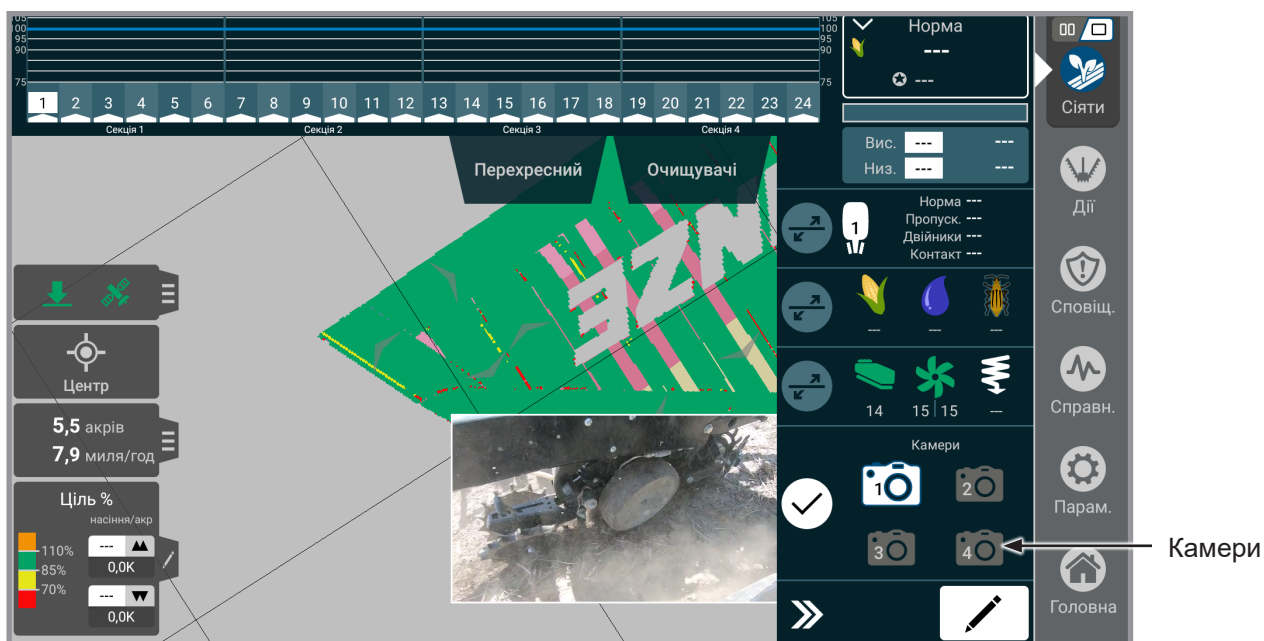 105
100
95
90
75
105
100
95
90
75
1 2 3 4 5 6 7 8 9 10 11 12 13 14 15 16 17 18 19 20 21 22 23 24
Секція 1 Секція 2 Секція 3 Секція 4
Перехресний Очищувачі
Центр
5,5 акрів
7,9 миля/год
Ціль %
насіння/акр
110%
85%
70%
---
0,0K
---
0,0K
Норма
---
---
Вис. --- ---
Низ. --- ---
1
Норма ---
Пропуск. ---
Двійники ---
Контакт ---
--- --- ---
14 15 | 15 ---
Камери
1 2
3 4
Сіяти
Дії
Сповіщ.
Справн.
Парам.
Головна
Камери